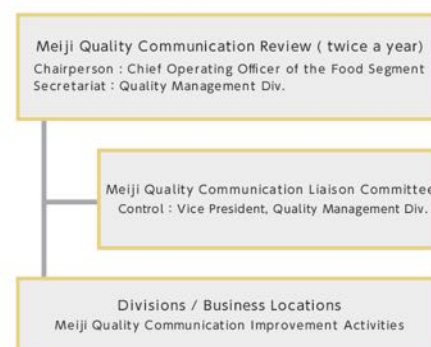 Meiji Quality Communication Review ( twice a year)
Chairperson : Chief Operating Officer of the Food Segment
Secretariat : Quality Management Div.
Meiji Quality Communication Liaison Committee
Control : Vice President, Quality Management Div.
Divisions / Business Locations
Meiji Quality Communication Improvement Activities